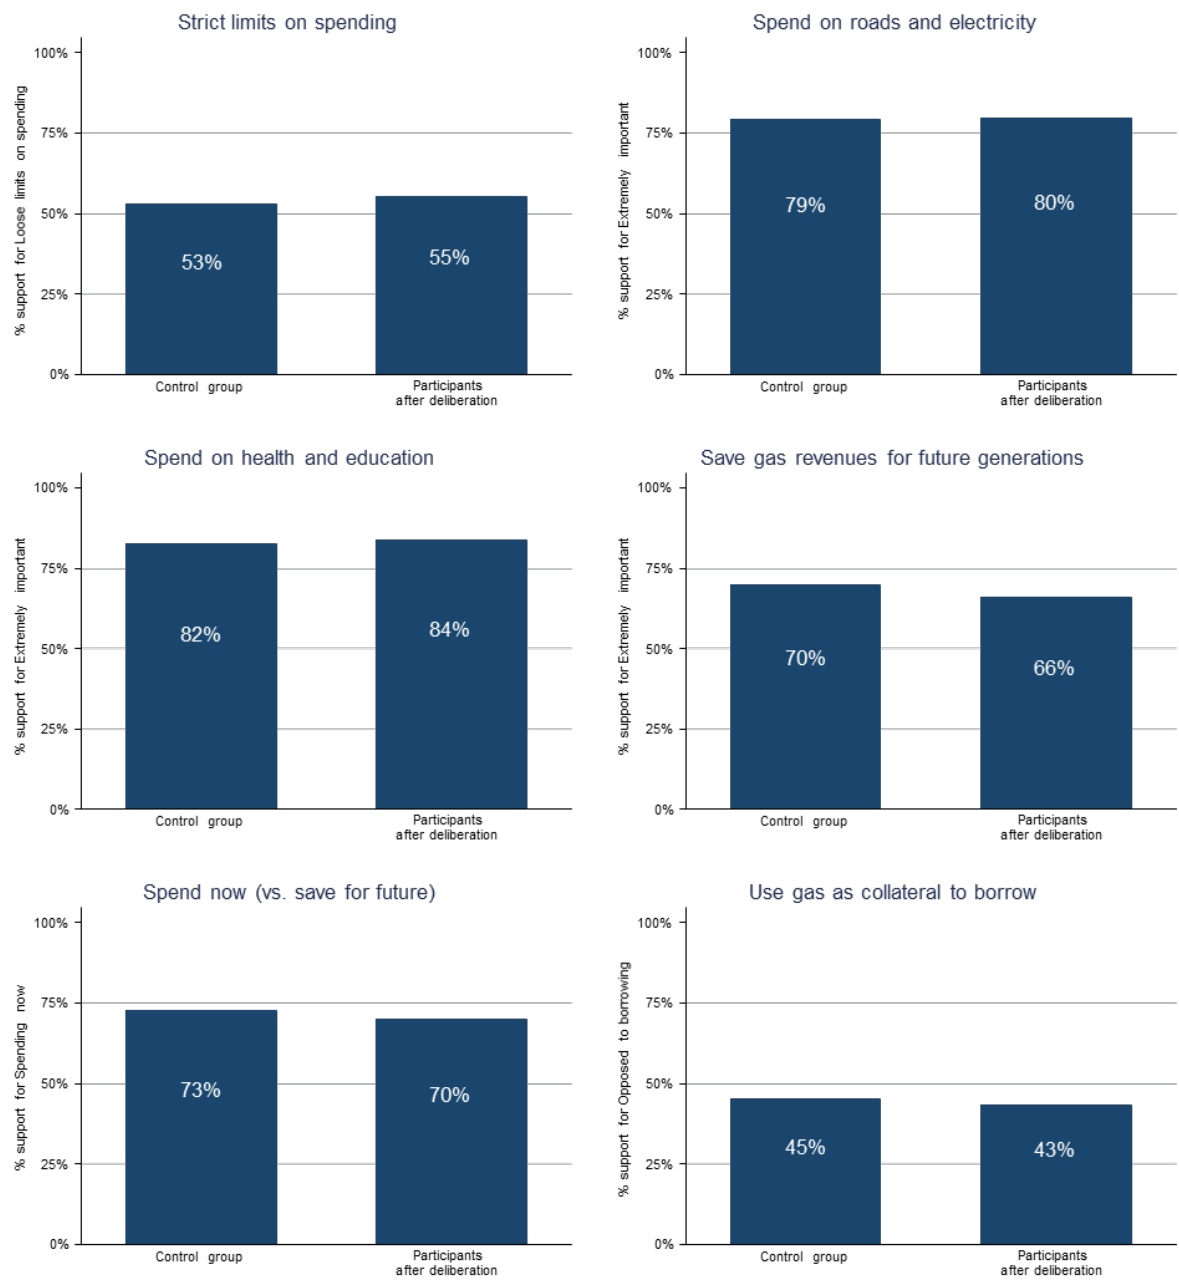 Strict limits on spending
% support for Loose limits on spending
100%
75%
50%
25%
0%
53%
55%
Control group
Participants
after deliberation
Spend on roads and electricity
% support for Extremely important
100%
75%
50%
25%
0%
79%
80%
Control group
Participants
after deliberation
Spend on health and education
% support for Extremely important
100%
75%
50%
25%
0%
82%
84%
Control group
Participants
after deliberation
Save gas revenues for future generations
% support for Extremely important
100%
75%
50%
25%
0%
70%
66%
Control group
Participants
after deliberation
Spend now (vs. save for future)
% support for Spending now
100%
75%
50%
25%
0%
73%
70%
Control group
Participants
after deliberation
Use gas as collateral to borrow
% support for Opposed to borrowing
100%
75%
50%
25%
0%
45%
43%
Control group
Participants
after deliberation